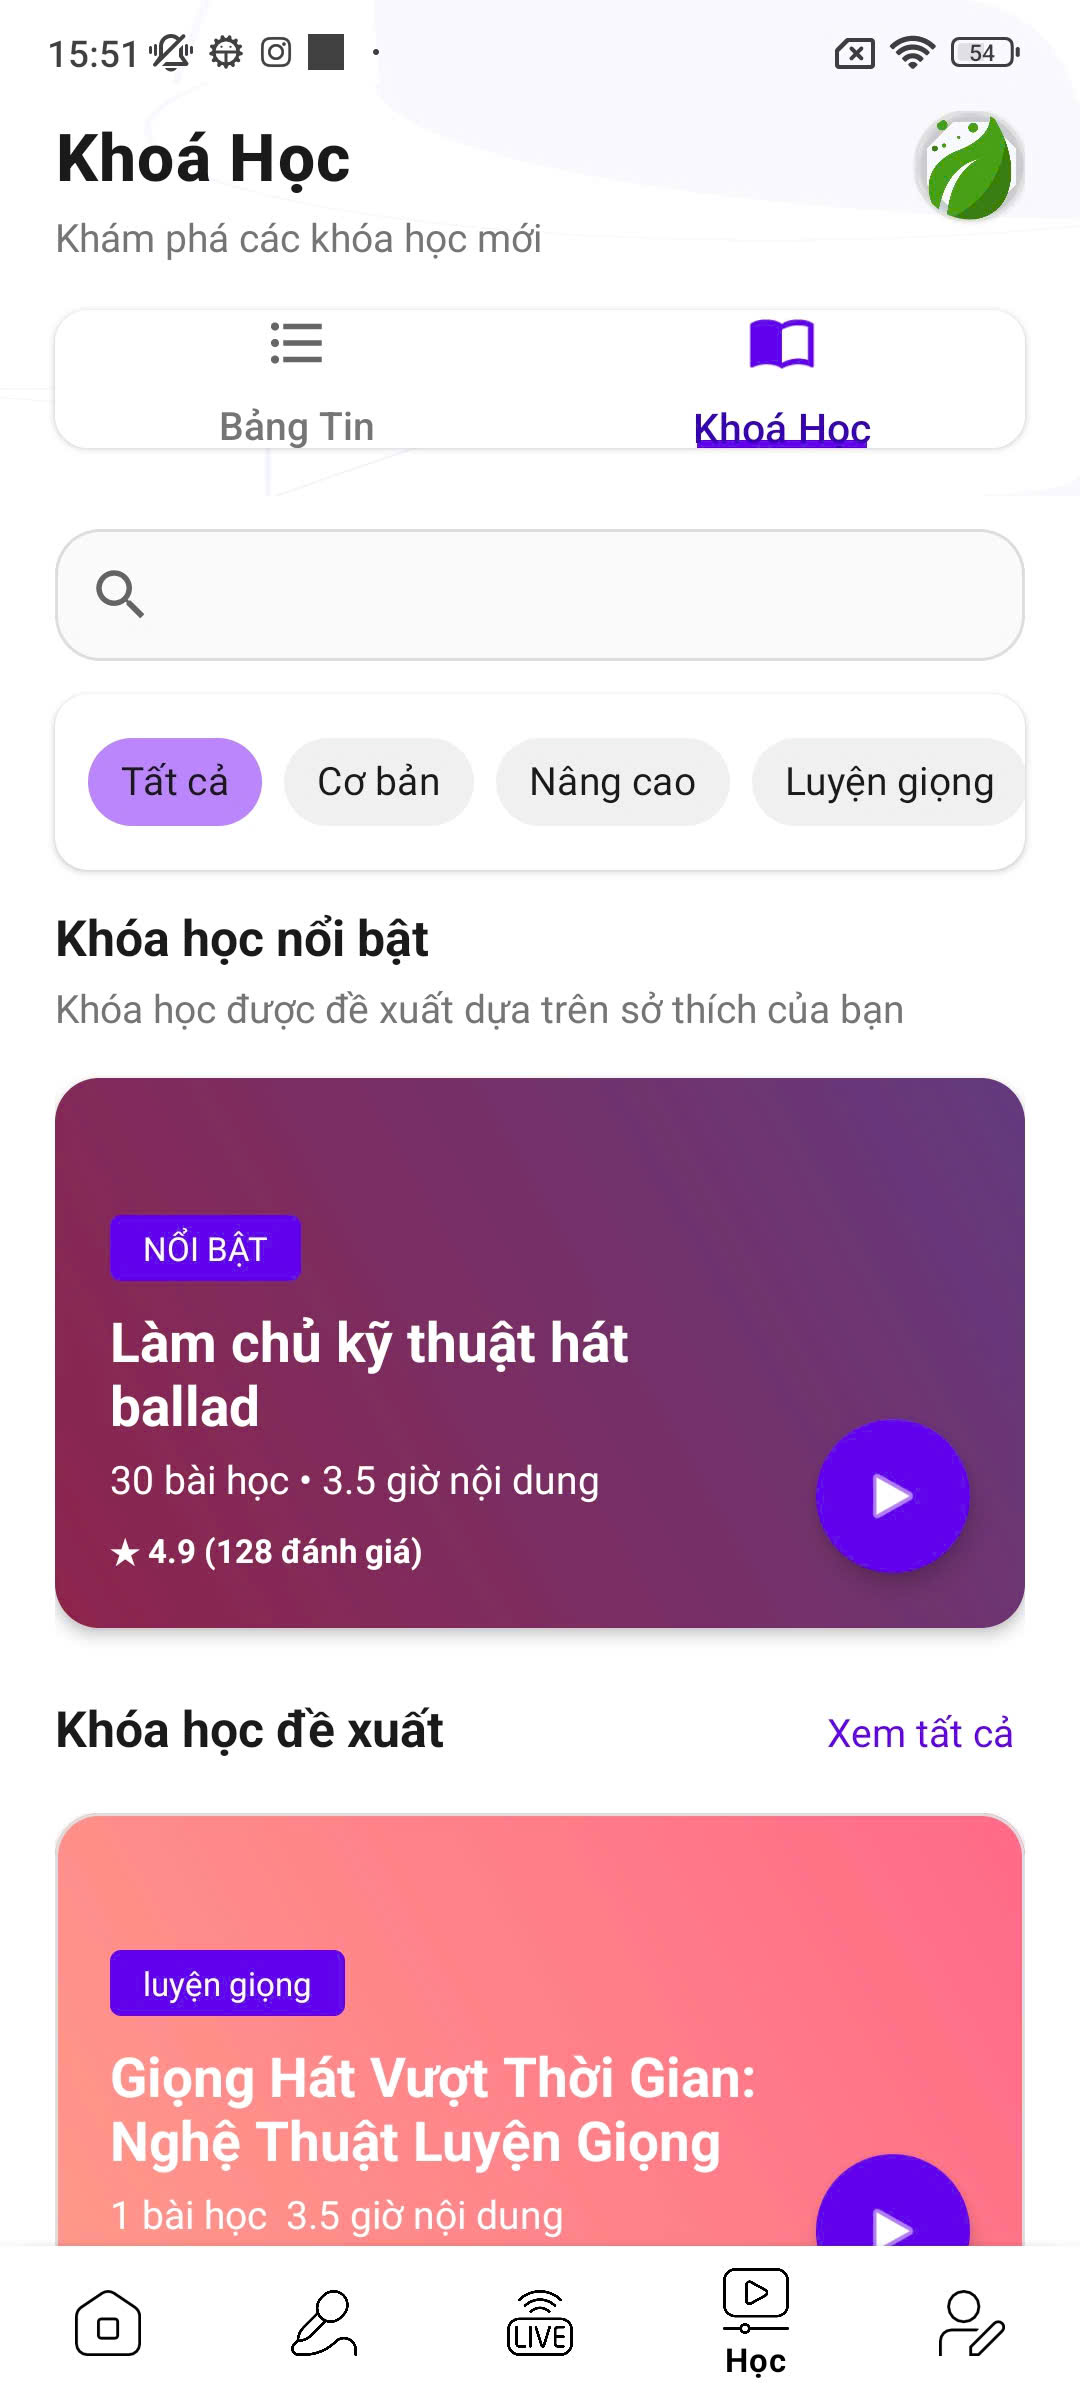 15:51
54
Khoá Học
Khám phá các khóa học mới
Bảng Tin
Khoá Học
Tất cả
Cơ bản
Nâng cao
Luyện giọng
Khóa học nổi bật
Khóa học được đề xuất dựa trên sở thích của bạn
NỔI BẬT
Làm chủ kỹ thuật hát
ballad
30 bài học • 3.5 giờ nội dung
★ 4.9 (128 đánh giá)
Khóa học đề xuất
Xem tất cả
luyện giọng
Giọng Hát Vượt Thời Gian:
Nghệ Thuật Luyện Giọng
1 bài học 3.5 giờ nội dung
LIVE
Học